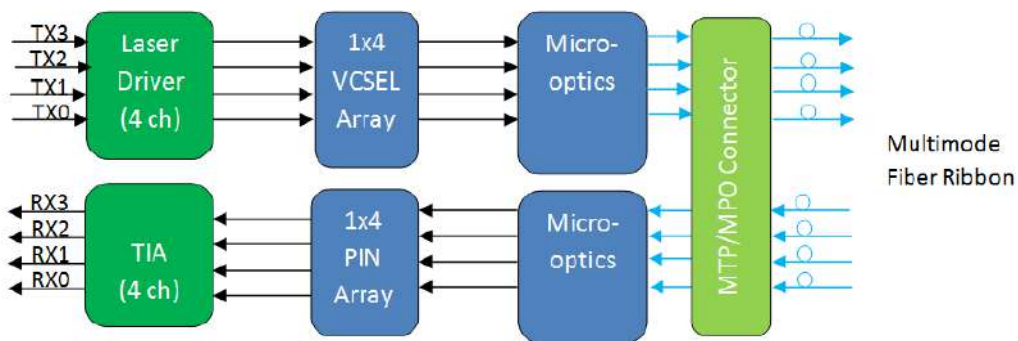 TX3
TX2
TX1
TX0
Laser
Driver
(4 ch)
1x4
VCSEL
Array
Micro-
optics
MTP/MPO Connector
Multimode
Fiber Ribbon
RX3
RX2
RX1
RX0
TIA
(4 ch)
1x4
PIN
Array
Micro-
optics